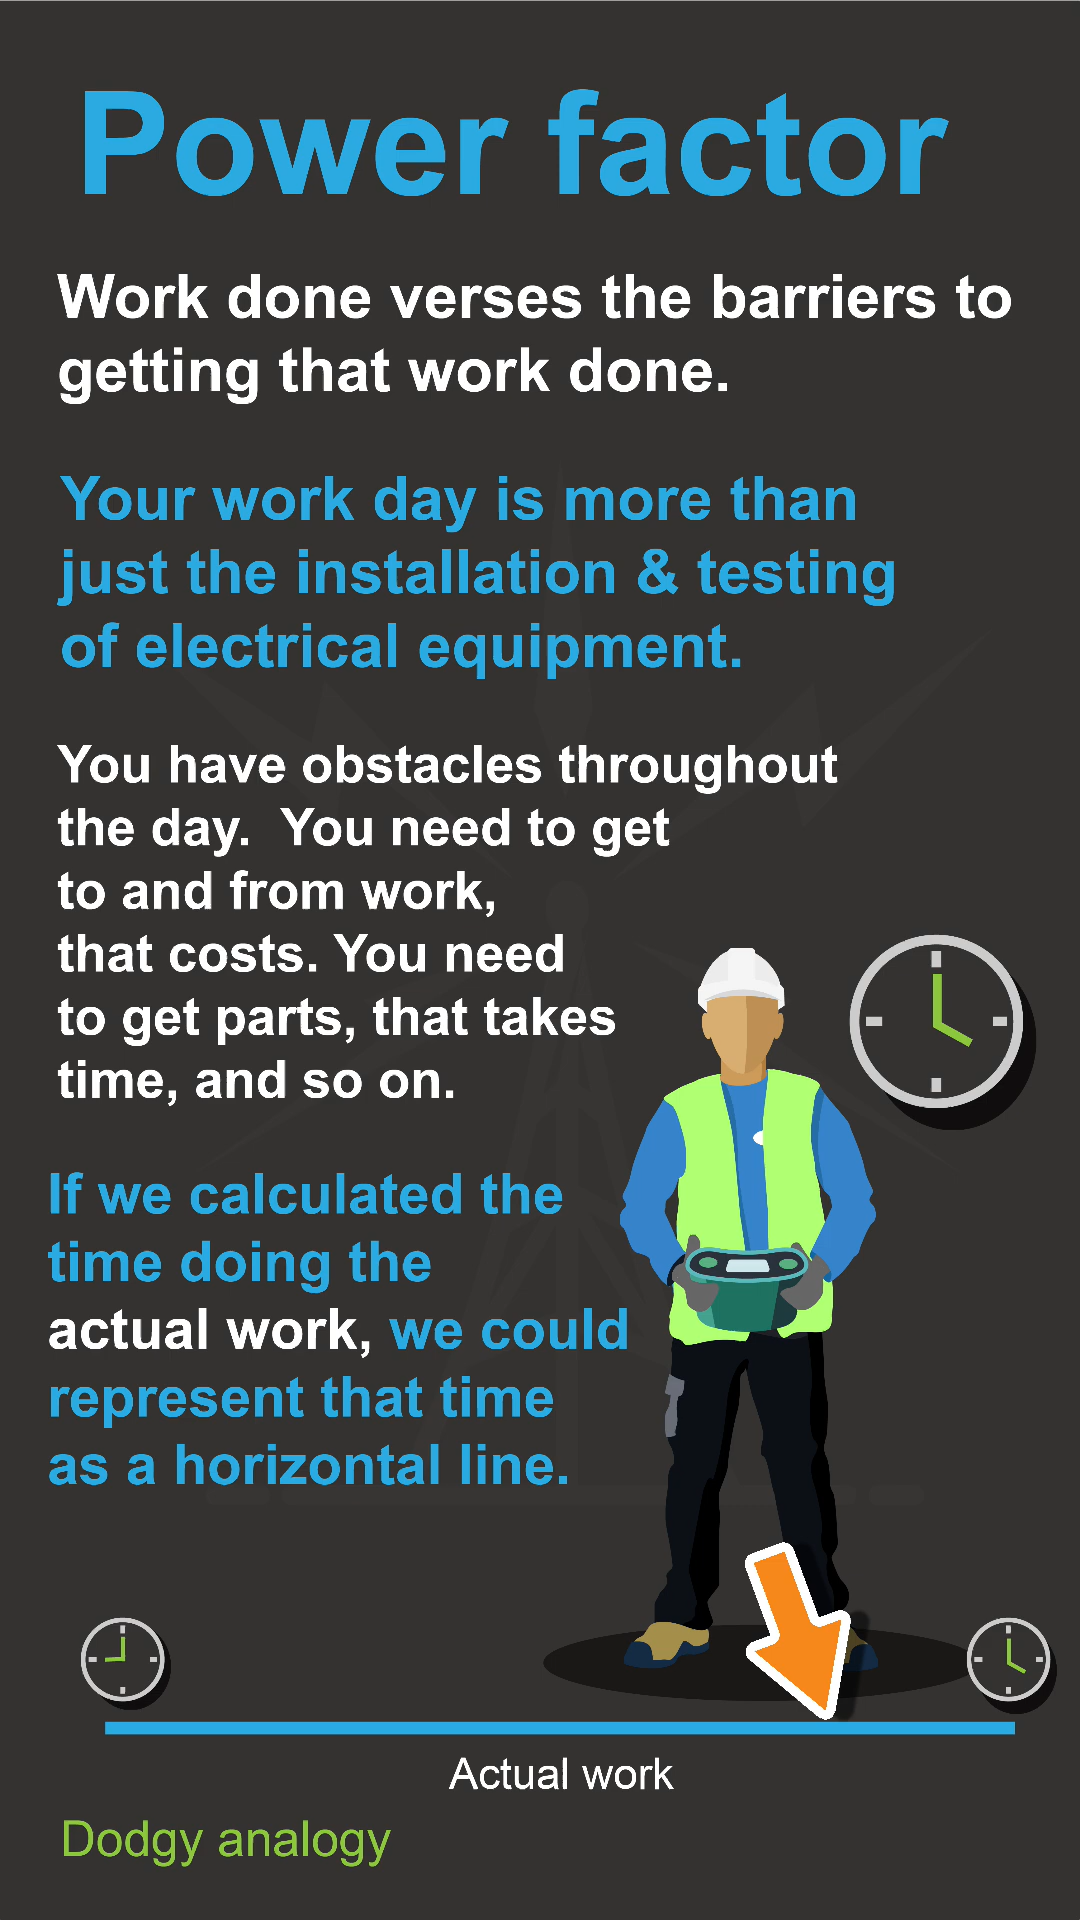 Power factor
Work done verses the barriers to
getting that work done.
Your work day is more than
just the installation & testing
of electrical equipment.
You have obstacles throughout
the day.  You need to get
to and from work,
that costs. You need
to get parts, that takes
time, and so on.
If we calculated the
time doing the
actual work, we could
represent that time
as a horizontal line.
Actual work
Dodgy analogy